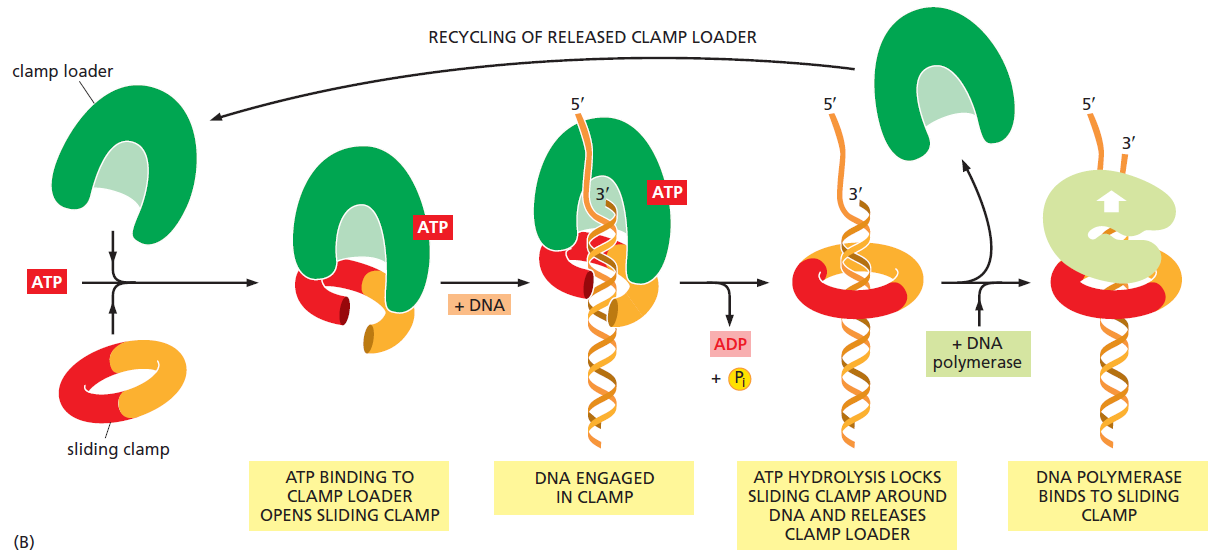 RECYCLING OF RELEASED CLAMP LOADER
clamp loader
ATP
sliding clamp
ATP
ATP BINDING TO
CLAMP LOADER
OPENS SLIDING CLAMP
+ DNA
5′
3′
ATP
DNA ENGAGED
IN CLAMP
ADP
+ Pi
5′
3′
ATP HYDROLYSIS LOCKS
SLIDING CLAMP AROUND
DNA AND RELEASES
CLAMP LOADER
+ DNA
polymerase
5′
3′
DNA POLYMERASE
BINDS TO SLIDING
CLAMP
(B)